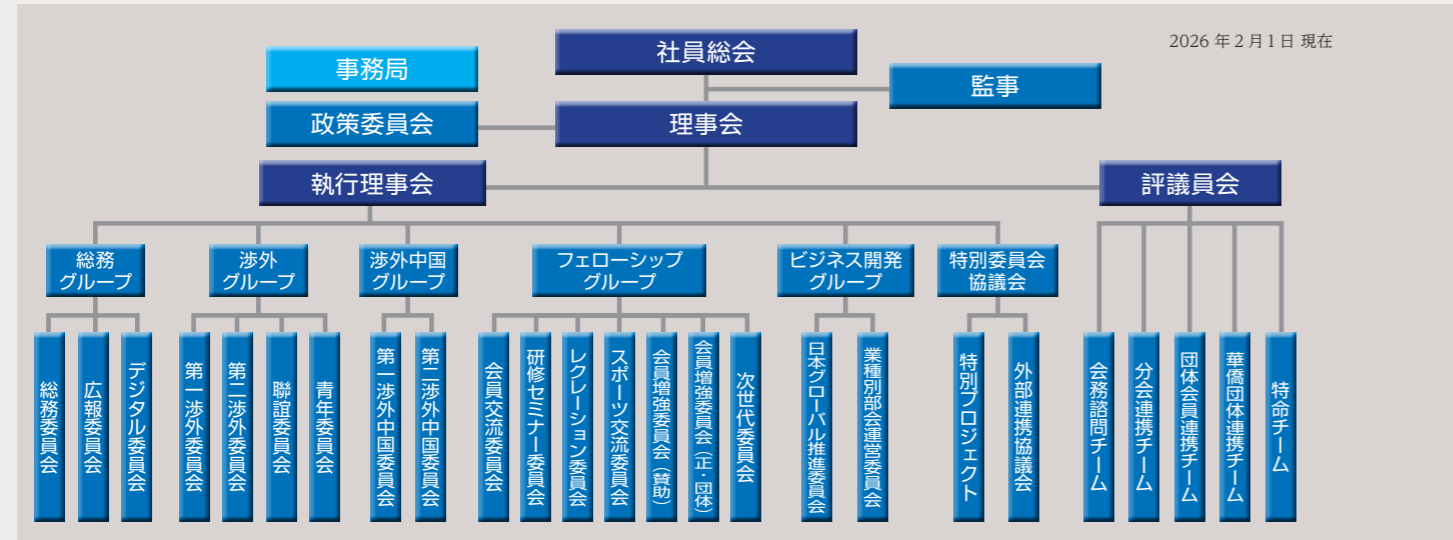 2026年2月1日 現在
社員総会
事務局
監事
政策委員会
理事会
執行理事会
評議員会
総務
グループ
渉外
グループ
渉外中国
グループ
フェローシップ
グループ
ビジネス開発
グループ
特別委員会
協議会
総務委員会
広報委員会
デジタル委員会
第一渉外委員会
第二渉外委員会
聯誼委員会
青年委員会
第一渉外中国委員会
第二渉外中国委員会
会員交流委員会
研修セミナー委員会
レクレーション委員会
スポーツ交流委員会
会員増強委員会（賛助）
会員増強委員会（正・団体）
次世代委員会
日本グローバル推進委員会
業種別部会運営委員会
特別プロジェクト
外部連携協議会
会務諮問チーム
分会連携チーム
団体会員連携チーム
華僑団体連携チーム
特命チーム